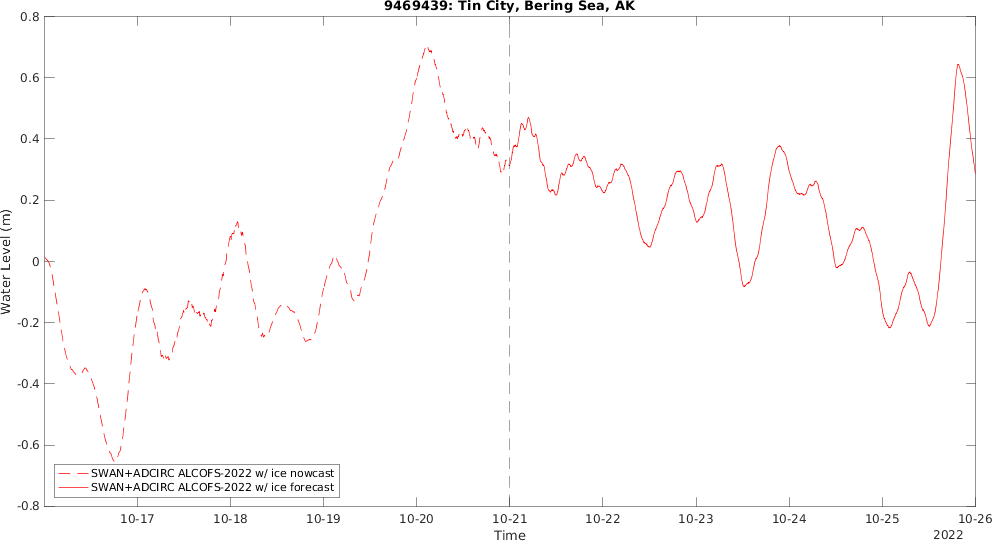 9469439: Tin City, Bering Sea, AK
0.8
0.6
0.4
0.2
0
-0.2
-0.4
-0.6
-0.8
Water Level (m)
SWAN+ADCIRC ALCOFS-2022 w/ ice nowcast
SWAN+ADCIRC ALCOFS-2022 w/ ice forecast
10-17 10-18 10-19 10-20 10-21 10-22 10-23 10-24 10-25 10-26
Time
2022